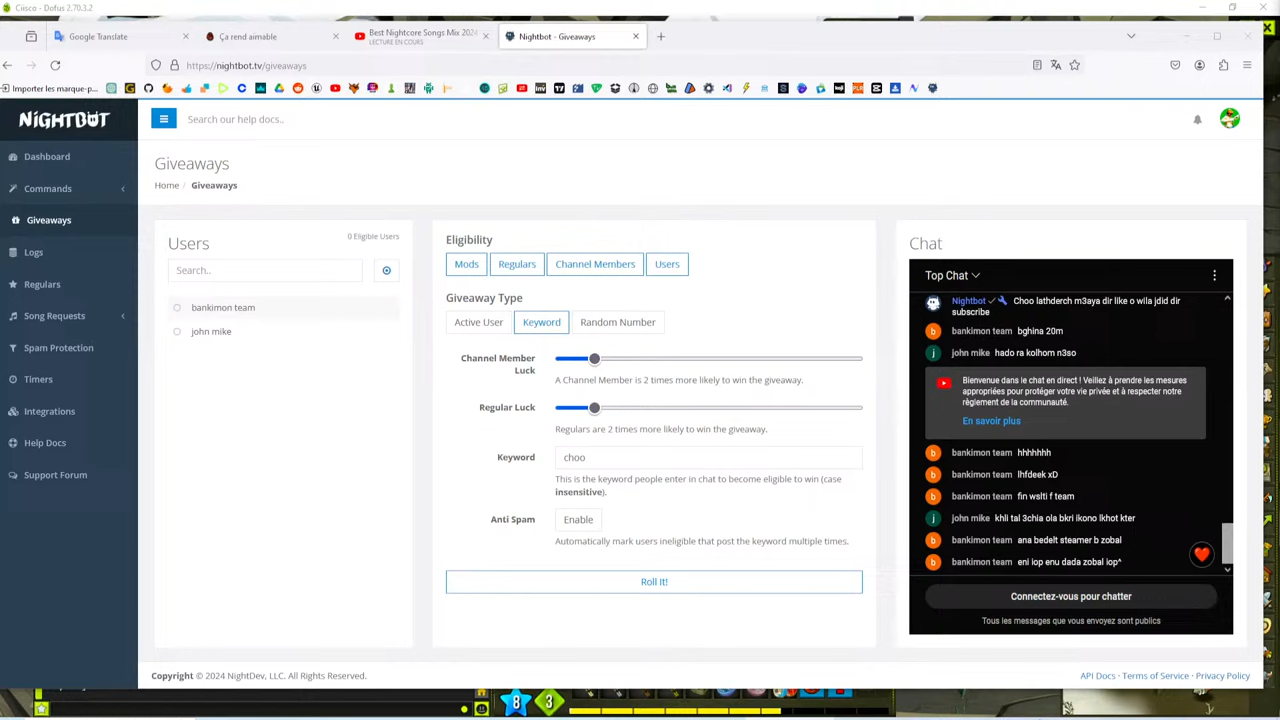 Ciisco - Dofus 2.70.3.2
Google Translate
Ça rend aimable
Best Nightcore Songs Mix 2024
LECTURE EN COURS
Nightbot - Giveaways
https://nightbot.tv/giveaways
Importer les marque-p...
NIGHTBOT
Search our help docs..
Dashboard
Commands
Giveaways
Logs
Regulars
Song Requests
Spam Protection
Timers
Integrations
Help Docs
Support Forum
Giveaways
Home / Giveaways
Users
0 Eligible Users
Search..
bankimon team
john mike
Eligibility
Mods
Regulars
Channel Members
Users
Giveaway Type
Active User
Keyword
Random Number
Channel Member
Luck
A Channel Member is 2 times more likely to win the giveaway.
Regular Luck
Regulars are 2 times more likely to win the giveaway.
Keyword
choo
This is the keyword people enter in chat to become eligible to win (case
insensitive).
Anti Spam
Enable
Automatically mark users ineligible that post the keyword multiple times.
Roll It!
Chat
Top Chat
Nightbot Choo lathderch m3aya dir like o wila jdid dir
subscribe
bankimon team bghina 20m
john mike hado ra kolhom n3so
Bienvenue dans le chat en direct ! Veillez à prendre les mesures
appropriées pour protéger votre vie privée et à respecter notre
règlement de la communauté.
En savoir plus
bankimon team hhhhhhh
bankimon team lhfdeek xD
bankimon team fin wslti f team
john mike khli tal 3chia ola bkri ikono lkhot kter
bankimon team ana bedelt steamer b zobal
bankimon team eni iop enu dada zobal iop^
Connectez-vous pour chatter
Tous les messages que vous envoyez sont publics
Copyright © 2024 NightDev, LLC. All Rights Reserved.
API Docs - Terms of Service - Privacy Policy
8
3